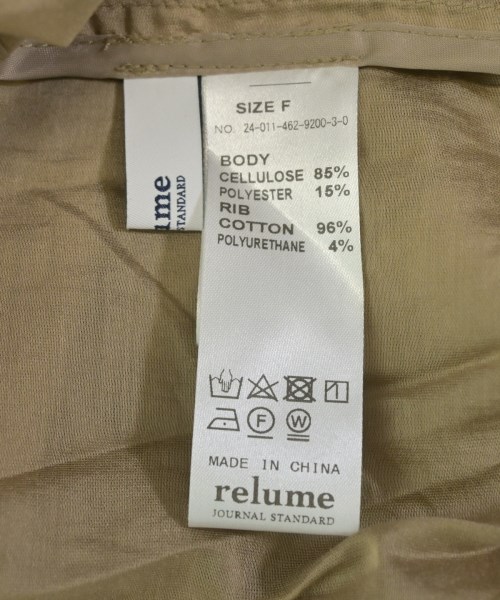 SIZE F
NO. 24-011-462-9200-3-0
BODY
CELLULOSE 85%
POLYESTER 15%
RIB
COTTON 96%
POLYURETHANE 4%
F W
MADE IN CHINA
relume
JOURNAL STANDARD
ume
STANDARD